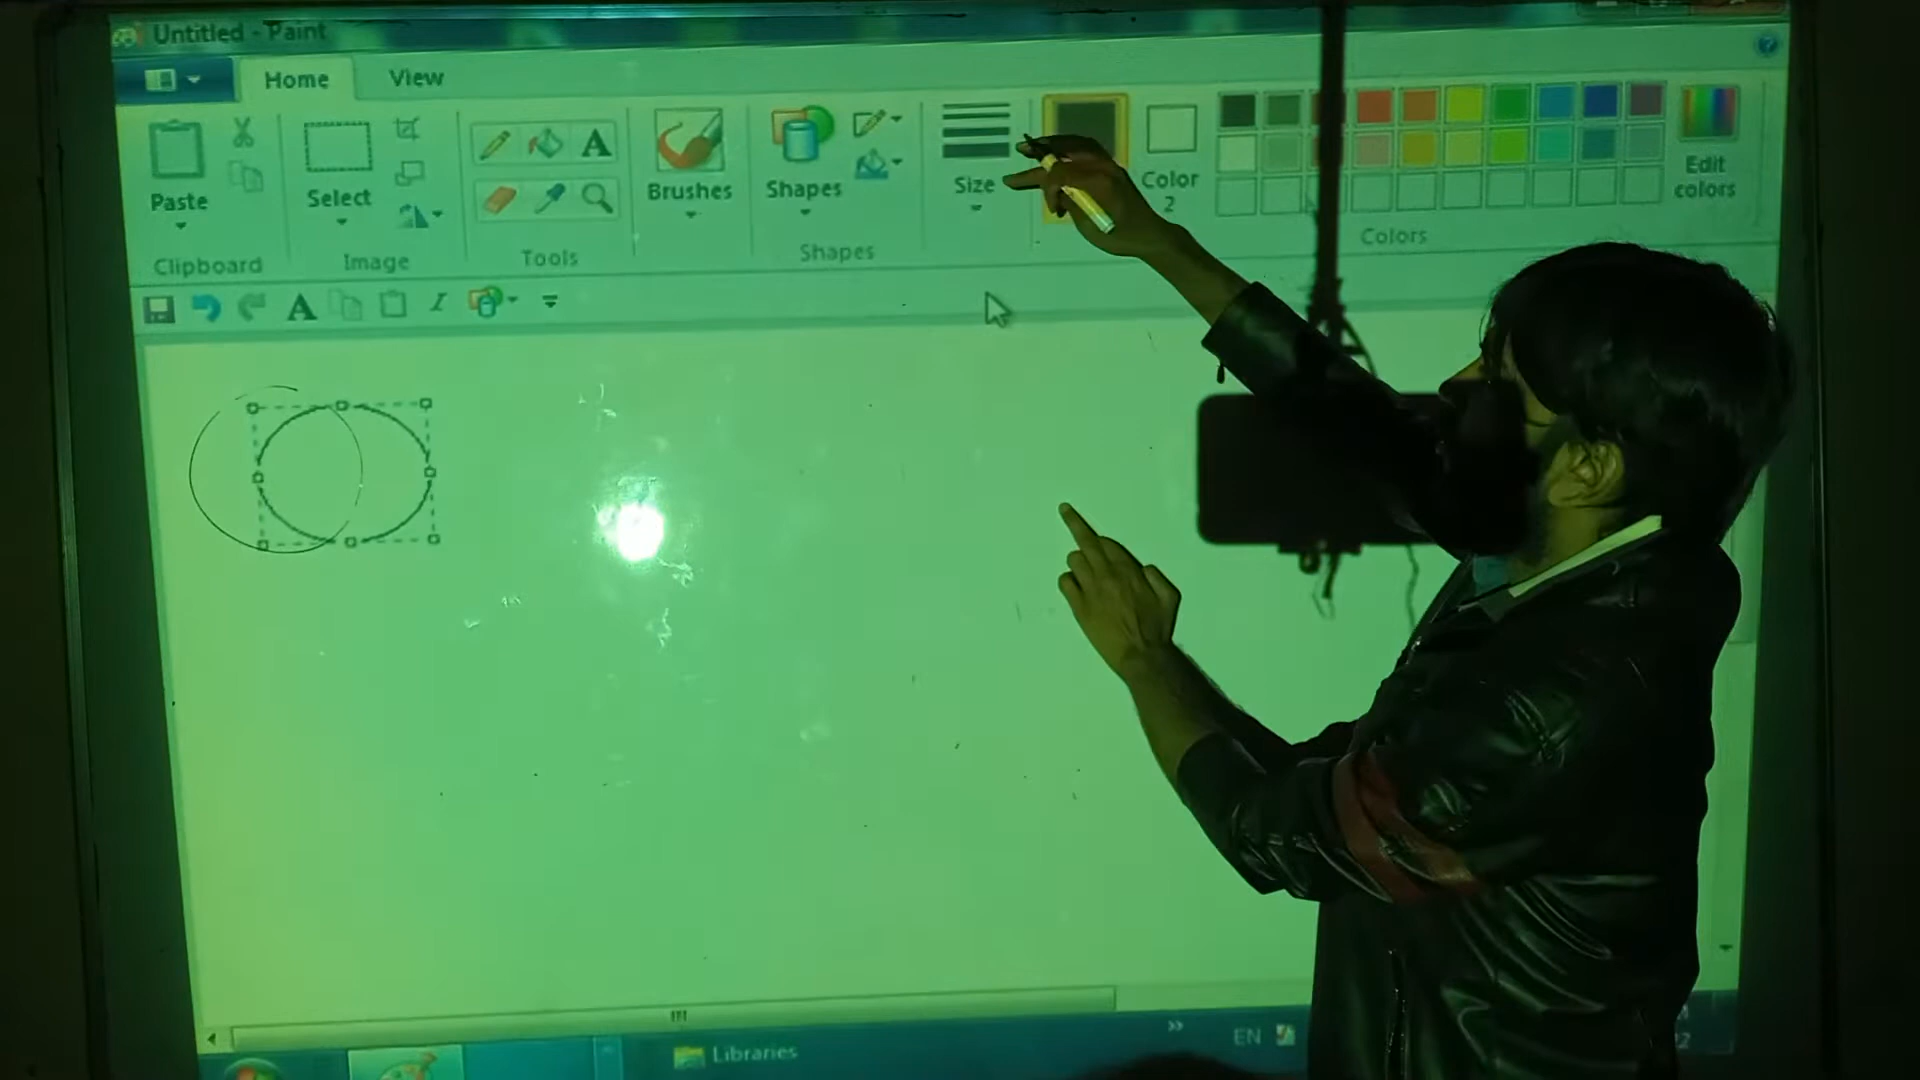 Untitled - Paint
Home View
Paste
Select
Brushes
Shapes
Size
Color
2
Edit
colors
Clipboard
Image
Tools
Shapes
Colors
Libraries
EN